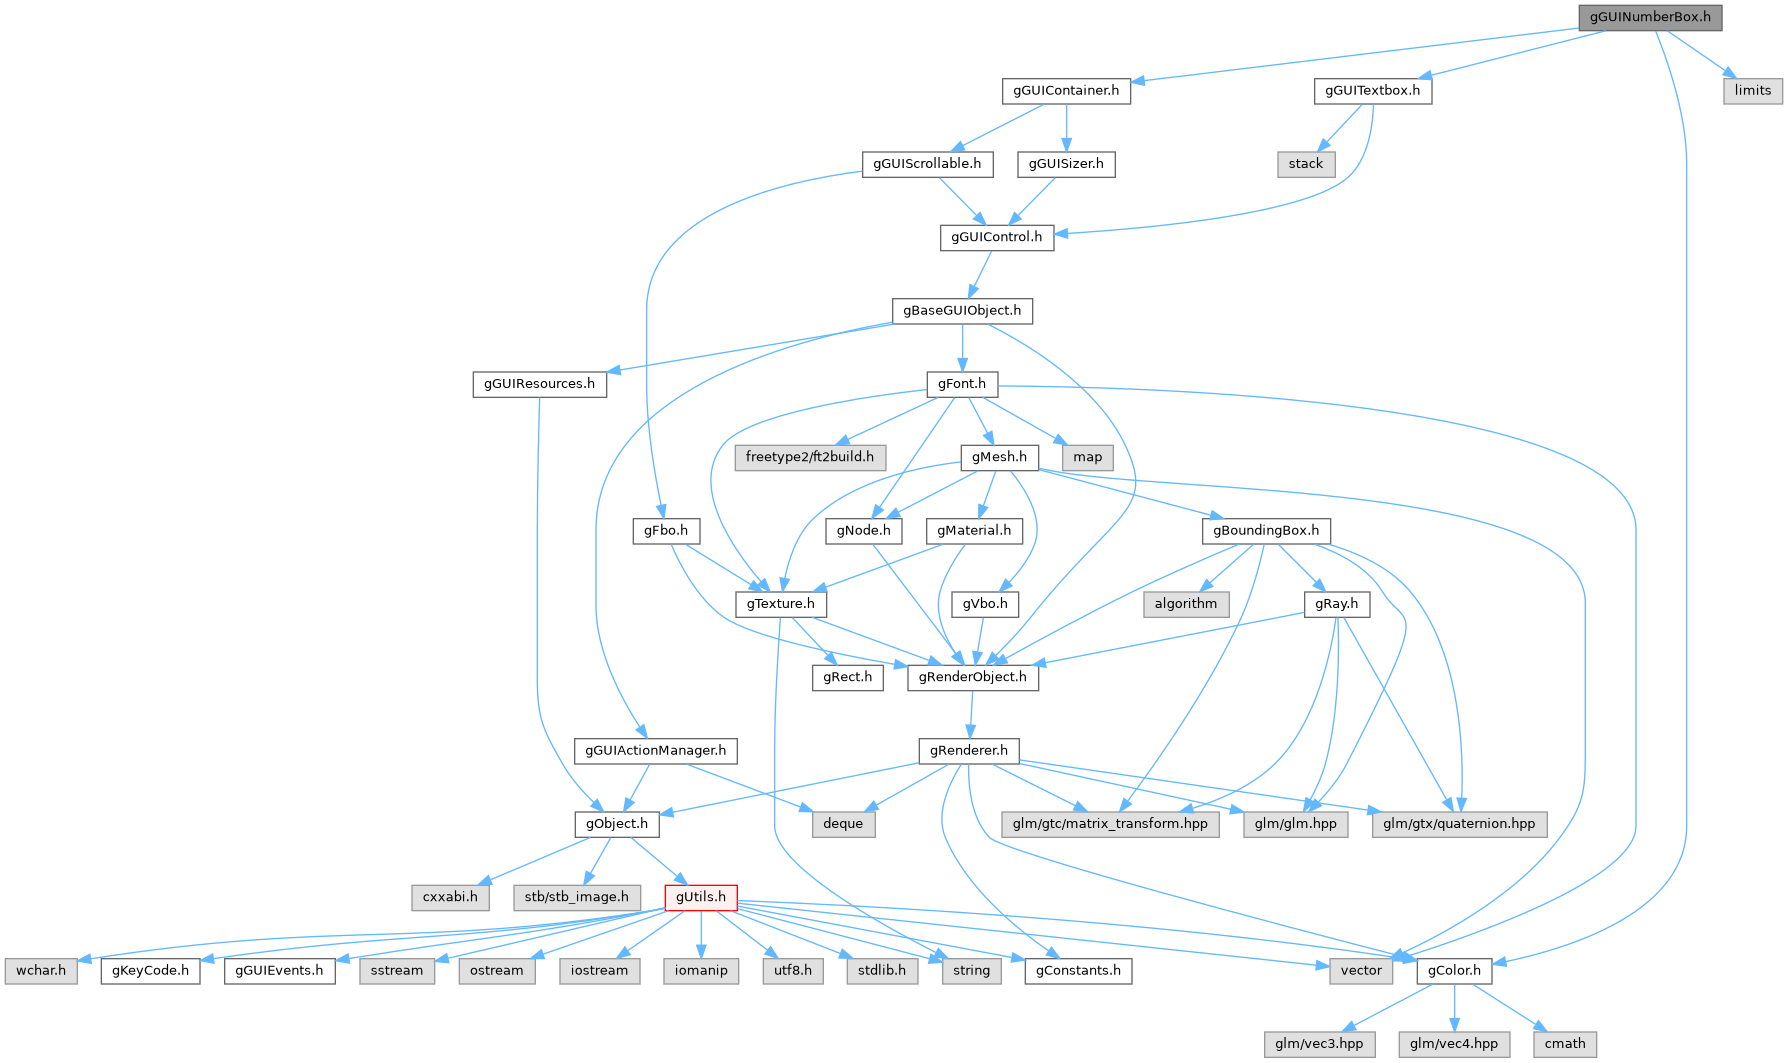 gGUINumberBox.h
gGUIContainer.h
gGUITextbox.h
limits
gGUIScrollable.h
gGUISizer.h
stack
gGUIControl.h
gBaseGUIObject.h
gGUIResources.h
gFont.h
freetype2/ft2build.h
gMesh.h
map
gFbo.h
gNode.h
gMaterial.h
gBoundingBox.h
gTexture.h
gVbo.h
algorithm
gRay.h
gRect.h
gRenderObject.h
gGUIActionManager.h
gRenderer.h
gObject.h
deque
glm/gtc/matrix_transform.hpp
glm/glm.hpp
glm/gtx/quaternion.hpp
cxxabi.h
stb/stb_image.h
gUtils.h
wchar.h
gKeyCode.h
gGUIEvents.h
sstream
ostream
iostream
iomanip
utf8.h
stdlib.h
string
gConstants.h
vector
gColor.h
glm/vec3.hpp
glm/vec4.hpp
cmath